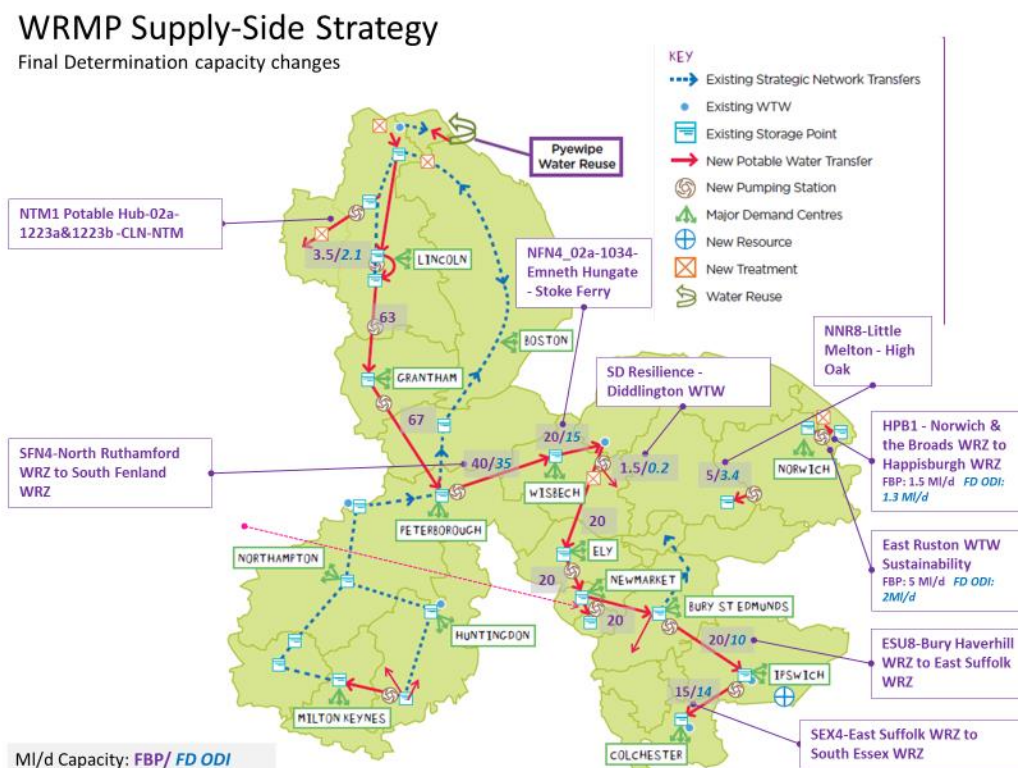 WRMP Supply-Side Strategy
Final Determination capacity changes
KEY
Existing Strategic Network Transfers
Existing WTW
Existing Storage Point
New Potable Water Transfer
New Pumping Station
Major Demand Centres
New Resource
New Treatment
Water Reuse
Pyewipe
Water Reuse
NTM1 Potable Hub-02a-
1223a&1223b -CLN-NTM
3.5/2.1
LINCOLN
NFN4_02a-1034-
Emneth Hungate
- Stoke Ferry
63
BOSTON
NNR8-Little
Melton - High
Oak
GRANTHAM
SD Resilience -
Diddlington WTW
67
HPB1 - Norwich &
the Broads WRZ to
Happisburgh WRZ
FBP: 1.5 Ml/d FD ODI:
1.3 Ml/d
SFN4-North Ruthamford
WRZ to South Fenland
WRZ
40/35
20/15
1.5/0.2
5/3.4
NORWICH
WISBECH
PETERBOROUGH
20
East Ruston WTW
Sustainability
FBP: 5 Ml/d FD ODI:
2Ml/d
ELY
NORTHAMPTON
20
NEWMARKET
20
BURY ST EDMUNDS
HUNTINGDON
20/10
ESU8-Bury Haverhill
WRZ to East Suffolk
WRZ
IPSWICH
15/14
MILTON KEYNES
COLCHESTER
SEX4-East Suffolk WRZ to
South Essex WRZ
Ml/d Capacity: FBP/ FD ODI